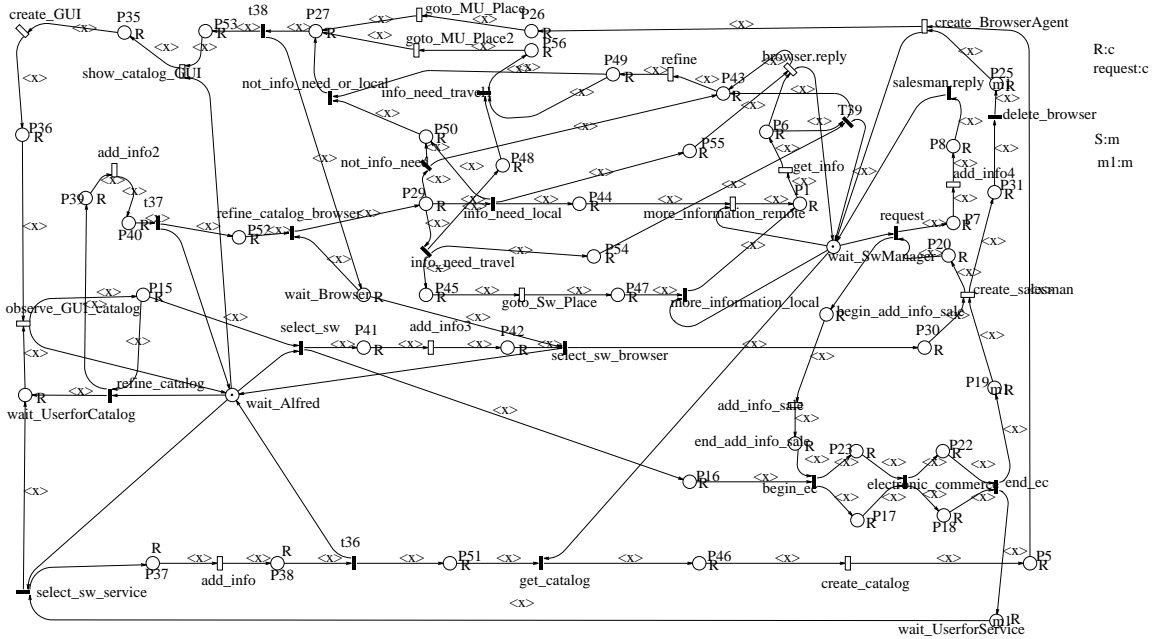 create_GUI
P35
P53
t38
P27
goto_MU_Place
P26
create_BrowserAgent
goto_MU_Place2
P56
show_catalog_GUI
P49
refine
browser.reply
salesman.reply
P25
m1
R:c
request:c
not_info_need_or_local
info_need_travel
P43
T39
delete_browser
P36
R
P50
R
P6
R
P8
R
S:m
m1:m
add_info2
not_info_need
P48
R
P55
R
get_info
add_info4
P39
R
P40
R
t37
P29
R
info_need_local
P44
R
more_information_remote
P1
R
P31
R
refine_catalog_browser
P52
R
request
P7
R
info_need_travel
P54
R
wait_SwManager
P20
R
P15
R
wait_Browser
R
P45
R
goto_Sw_Place
P47
R
more_information_local
create_salesman
observe_GUI_catalog
select_sw
P41
R
add_info3
P42
R
select_sw_browser
begin_add_info_sale
R
P30
R
wait_UserforCatalog
R
refine_catalog
wait_Alfred
P19
m1
add_info_sale
end_add_info_sale
R
P23
R
P22
R
P16
R
begin_ec
electronic_commerce
end_ec
P17
R
P18
R
R
P37
add_info
R
P38
t36
P51
R
get_catalog
P46
R
create_catalog
P5
R
select_sw_service
<x>
m1
R
wait_UserforService